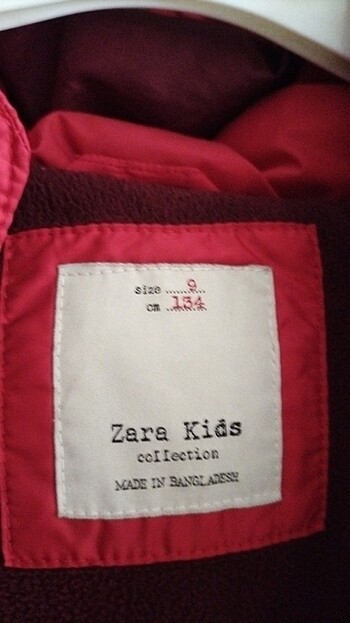 size ......9...
cm ..134
Zara Kids
collection
MADE IN BANGLADESH